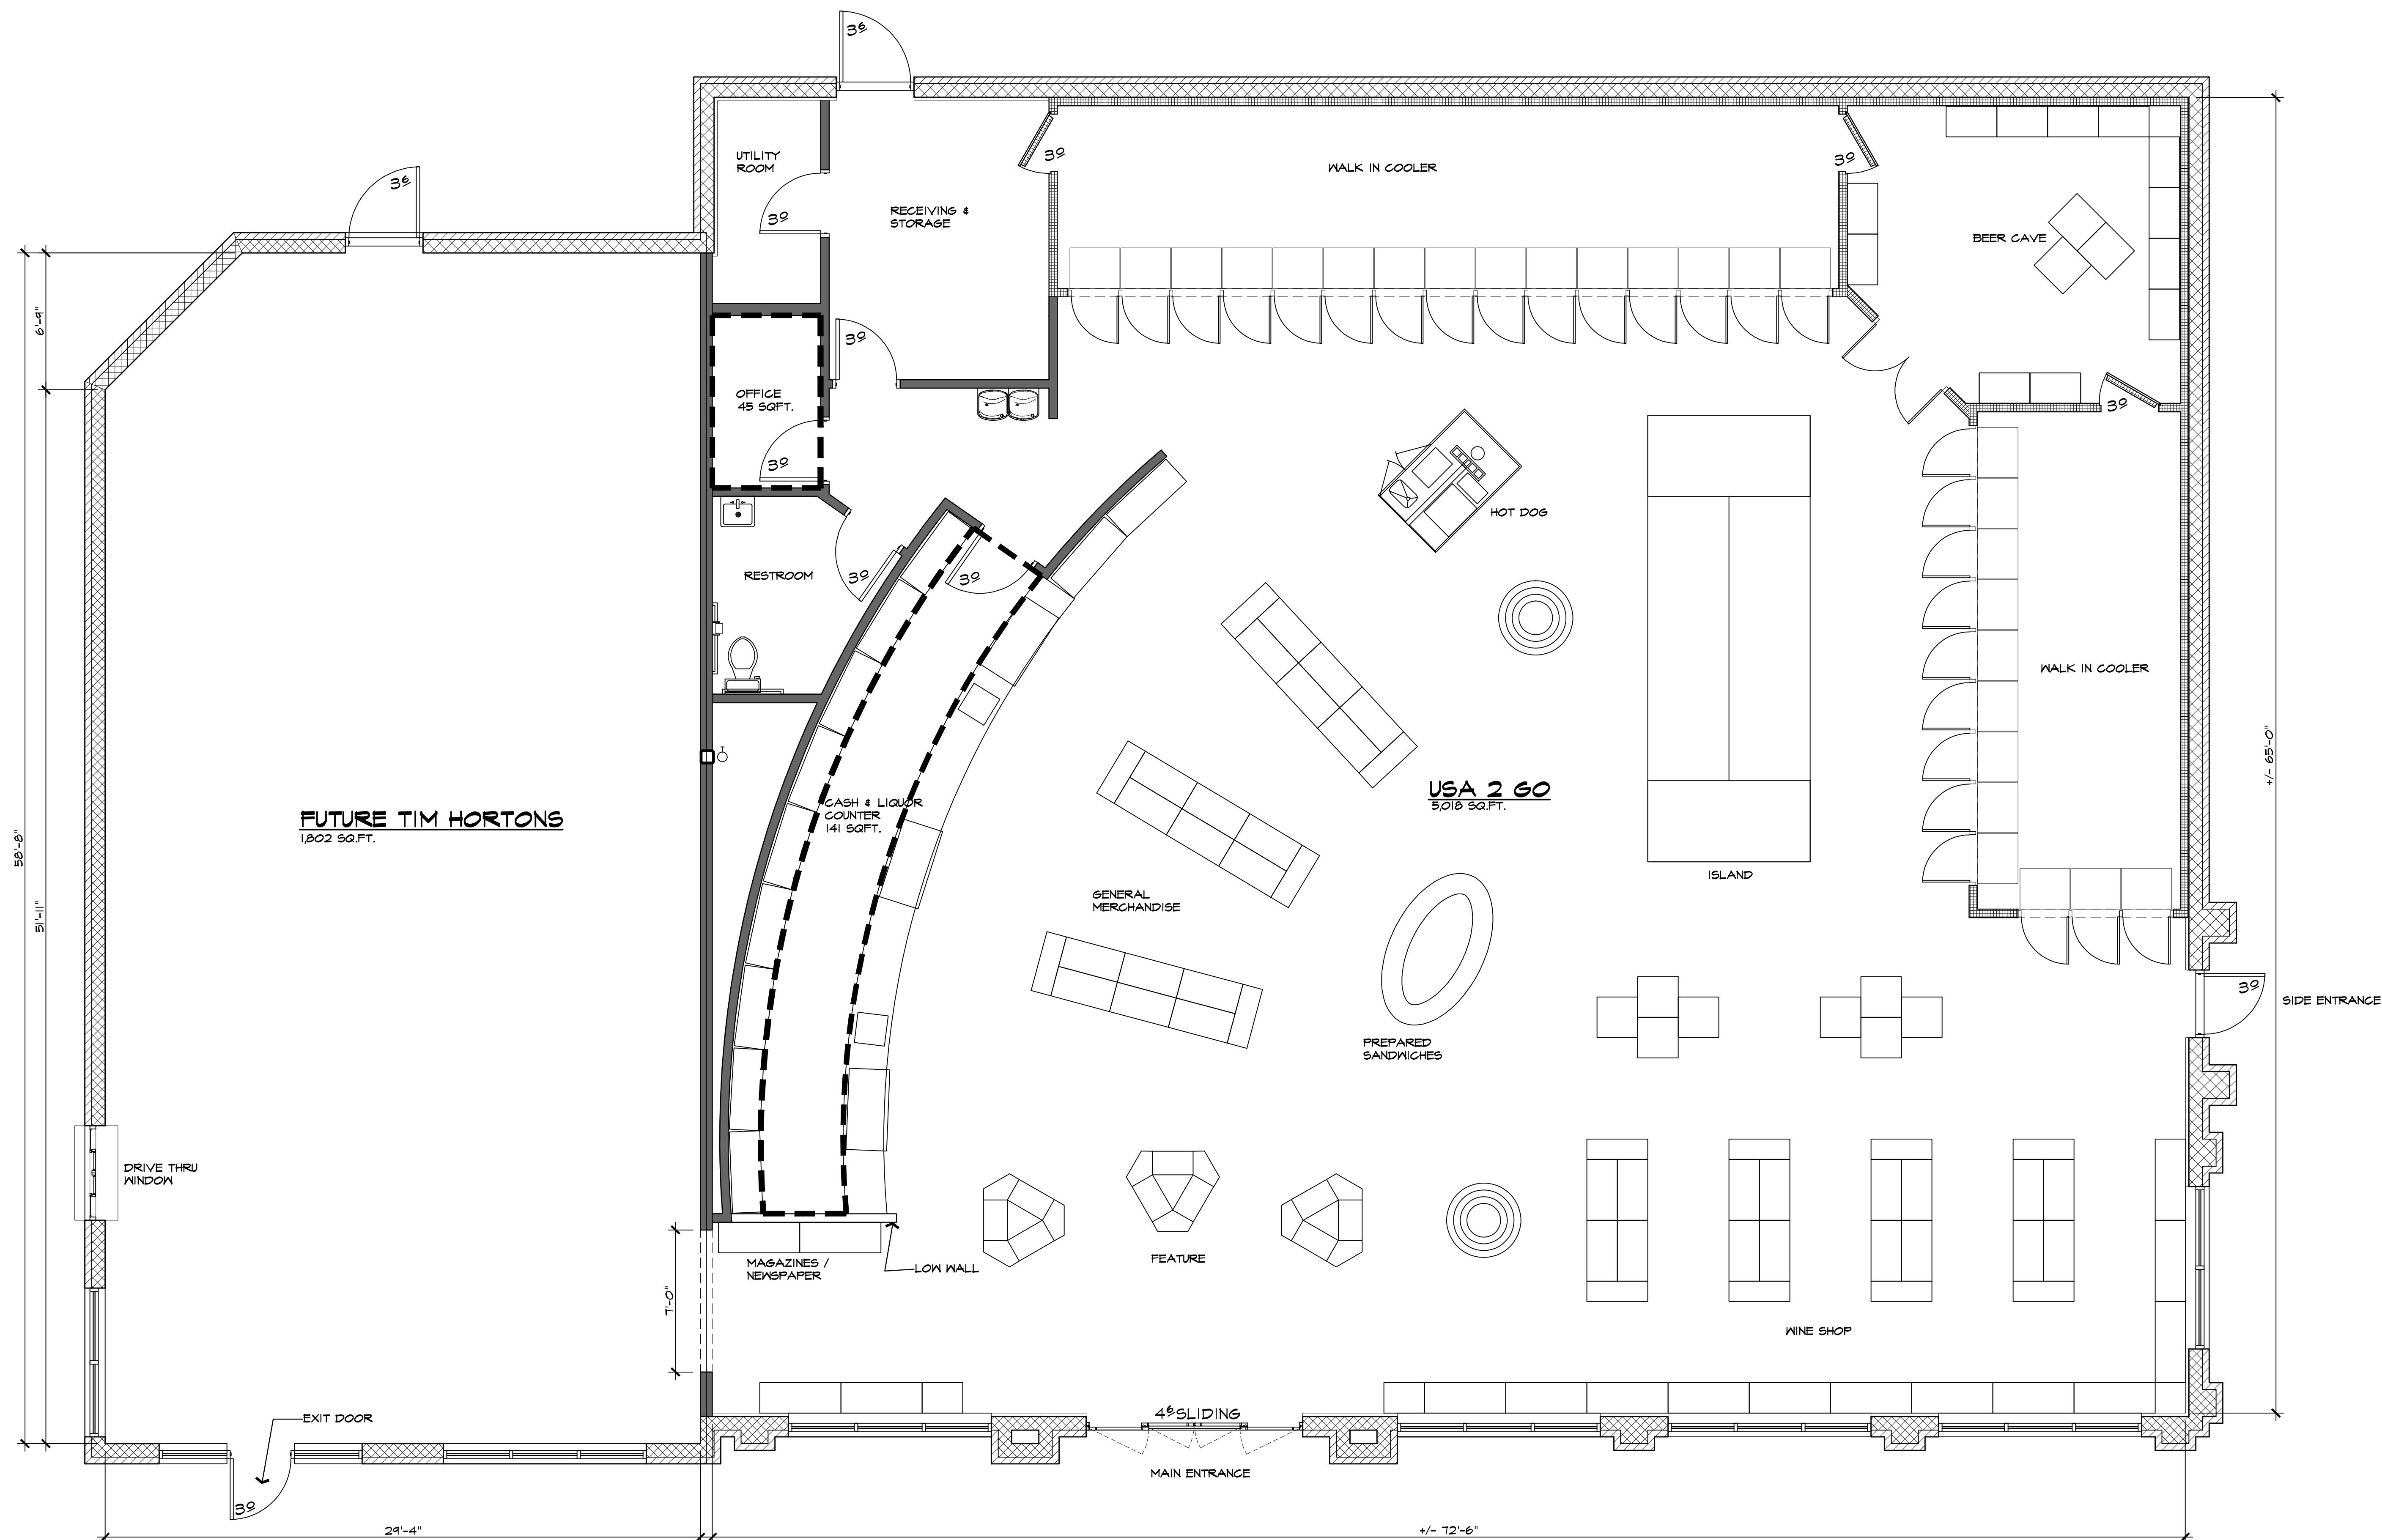 3⁶
3⁶
UTILITY
ROOM
3º
RECEIVING &
STORAGE
3º
WALK IN COOLER
3º
BEER CAVE
6'-9"
3º
OFFICE
45 SQFT.
3º
3º
HOT DOG
RESTROOM
3º
3º
WALK IN COOLER
+/- 65'-0"
58'-8"
51'-11"
FUTURE TIM HORTONS
1,802 SQ.FT.
CASH & LIQUOR
COUNTER
141 SQFT.
USA 2 GO
5,018 SQ.FT.
ISLAND
GENERAL
MERCHANDISE
PREPARED
SANDWICHES
3º
SIDE ENTRANCE
DRIVE THRU
WINDOW
MAGAZINES /
NEWSPAPER
LOW WALL
FEATURE
7'-0"
WINE SHOP
EXIT DOOR
3º
4⁶SLIDING
MAIN ENTRANCE
29'-4"
+/- 72'-6"